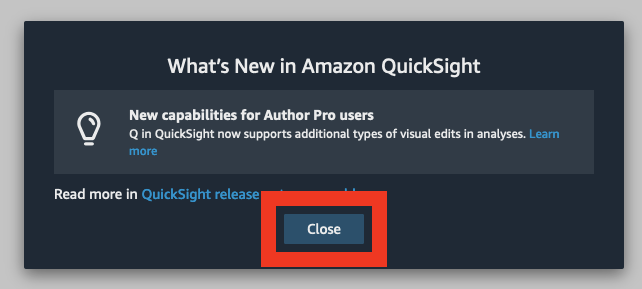 What's New in Amazon QuickSight
New capabilities for Author Pro users
Q in QuickSight now supports additional types of visual edits in analyses. Learn
more
Read more in QuickSight release
Close